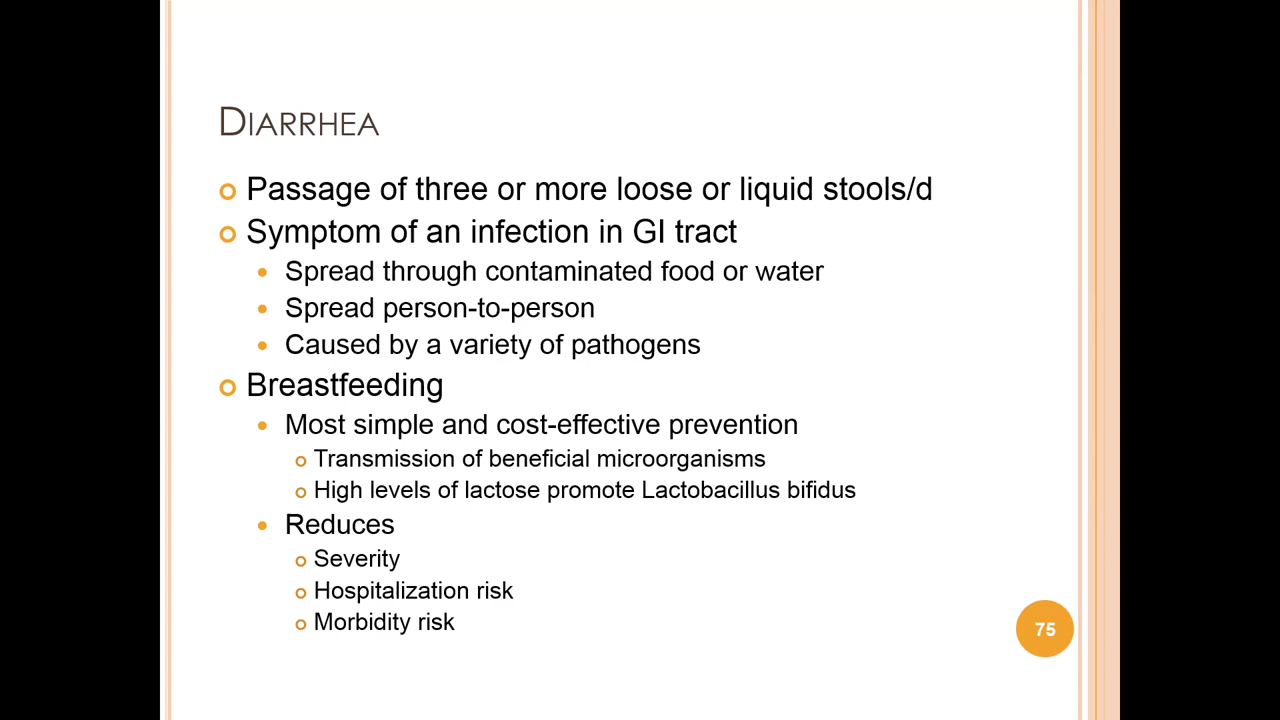 DIARRHEA
Passage of three or more loose or liquid stools/d
Symptom of an infection in GI tract
Spread through contaminated food or water
Spread person-to-person
Caused by a variety of pathogens
Breastfeeding
Most simple and cost-effective prevention
Transmission of beneficial microorganisms
High levels of lactose promote Lactobacillus bifidus
Reduces
Severity
Hospitalization risk
Morbidity risk
75